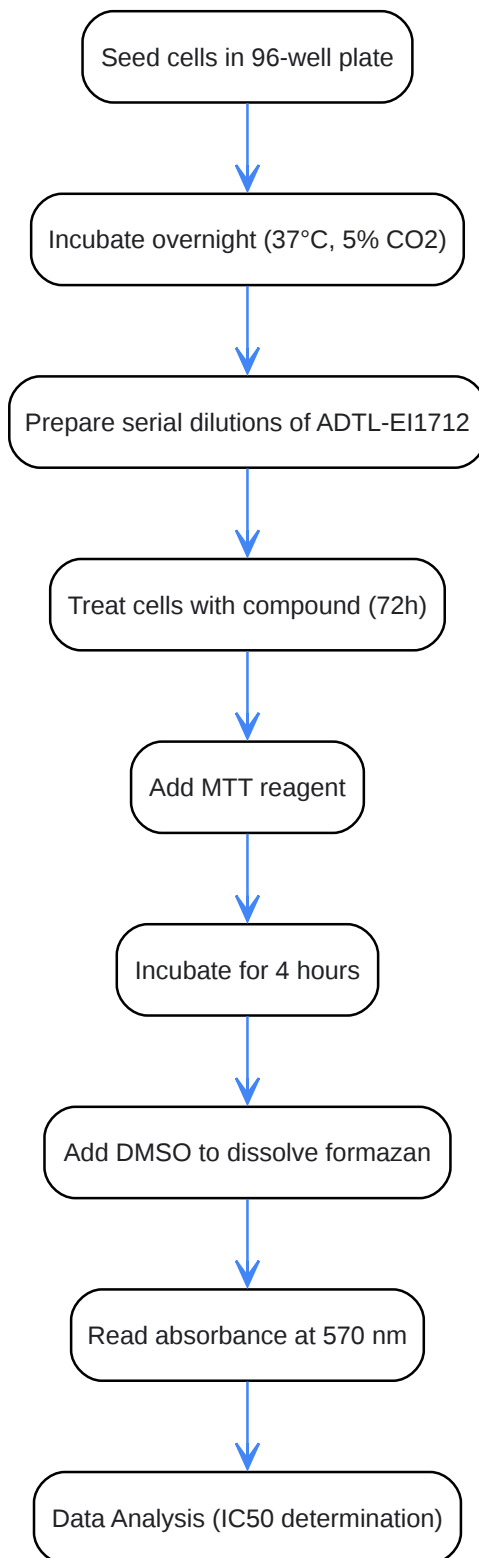 Seed cells in 96-well plate
Incubate overnight (37°C, 5% CO2)
Prepare serial dilutions of ADTL-EI1712
Treat cells with compound (72h)
Add MTT reagent
Incubate for 4 hours
Add DMSO to dissolve formazan
Read absorbance at 570 nm
Data Analysis (IC50 determination)